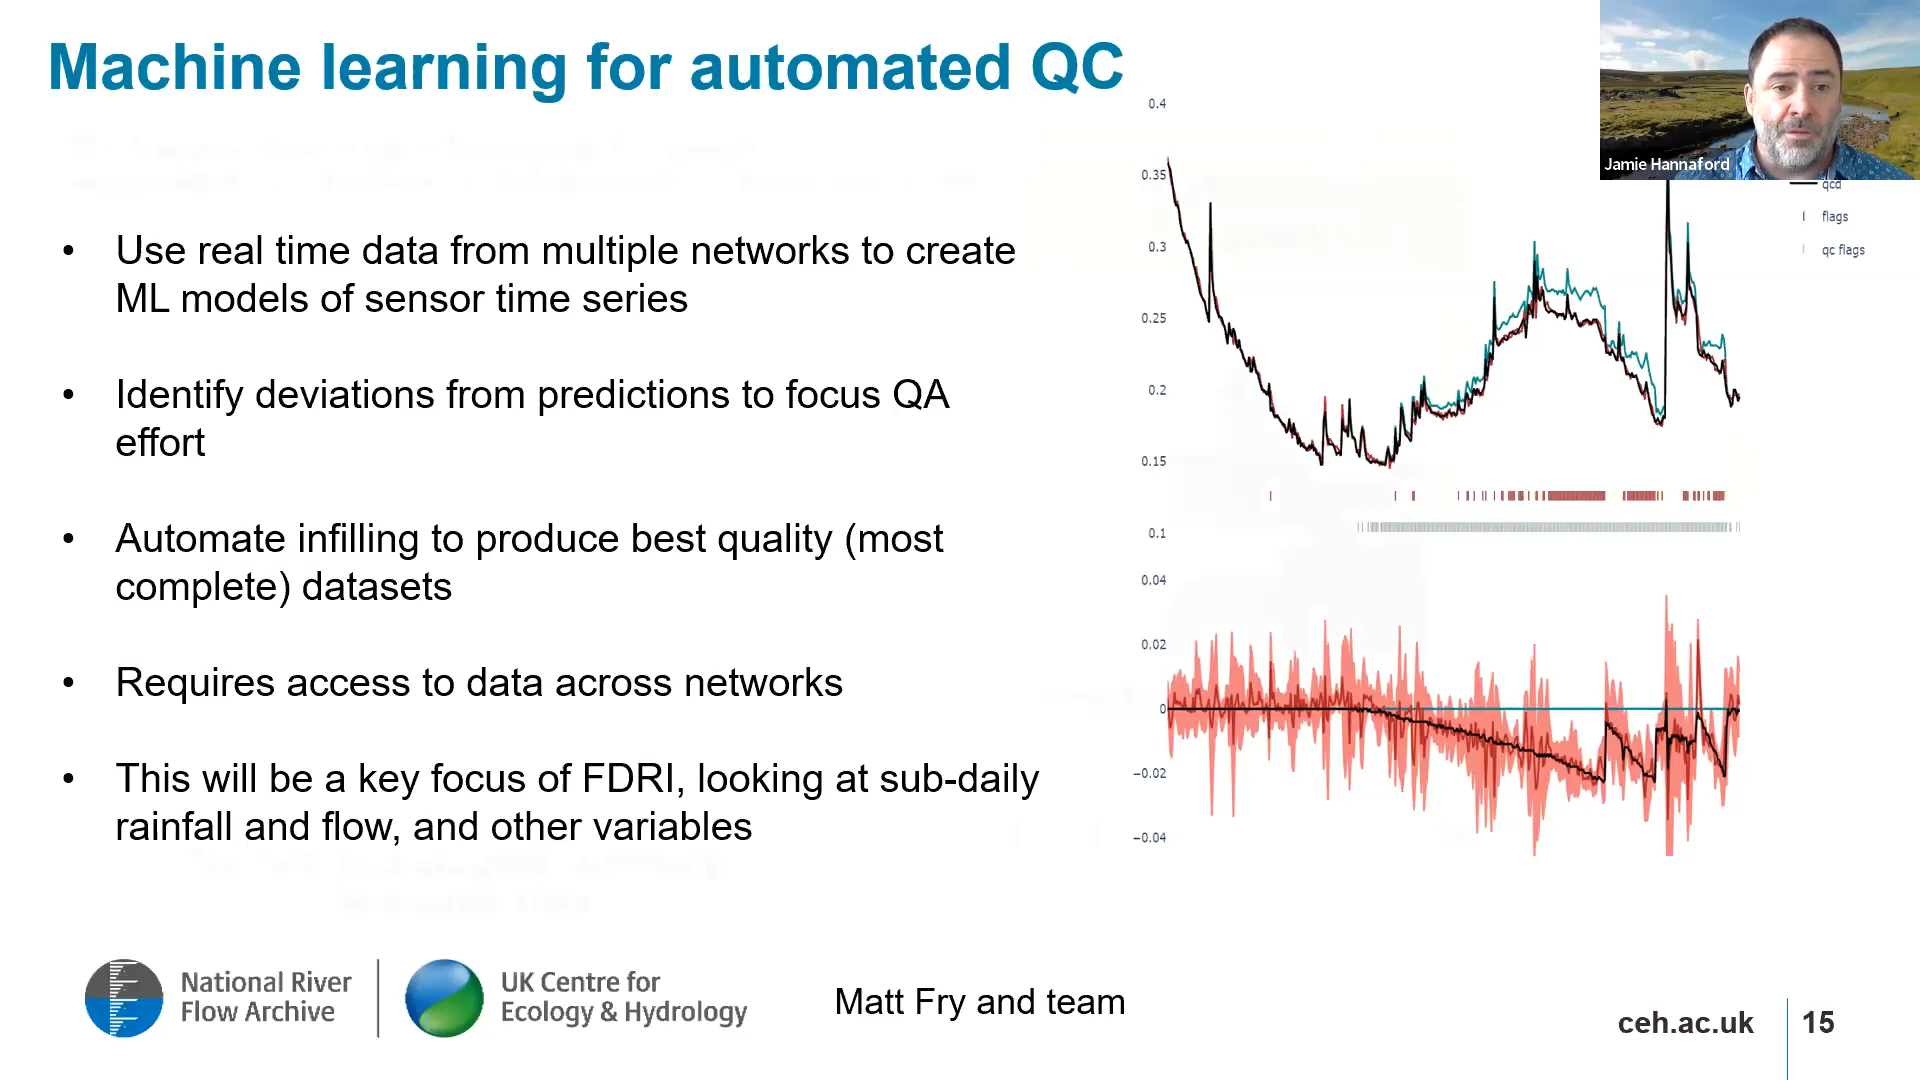 Machine learning for automated QC
Jamie Hannaford
• Use real time data from multiple networks to create
ML models of sensor time series
• Identify deviations from predictions to focus QA
effort
• Automate infilling to produce best quality (most
complete) datasets
• Requires access to data across networks
• This will be a key focus of FDRI, looking at sub-daily
rainfall and flow, and other variables
0.4
0.35
0.3
0.25
0.2
0.15
0.1
0.04
0.02
0
−0.02
−0.04
qcd
flags
qc flags
National River
Flow Archive
UK Centre for
Ecology & Hydrology
Matt Fry and team
ceh.ac.uk
15